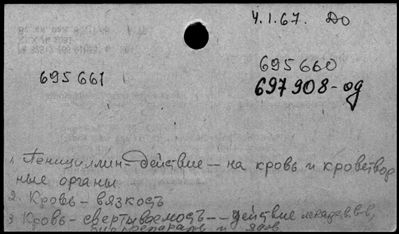 4.1.67. До
695660
695661
697908-од
1. Пенициллин - действие - на кровь и кроветвор
ные органы
2. Кровь - вязкость
3. Кровь - свертываемость - действие
и ядов